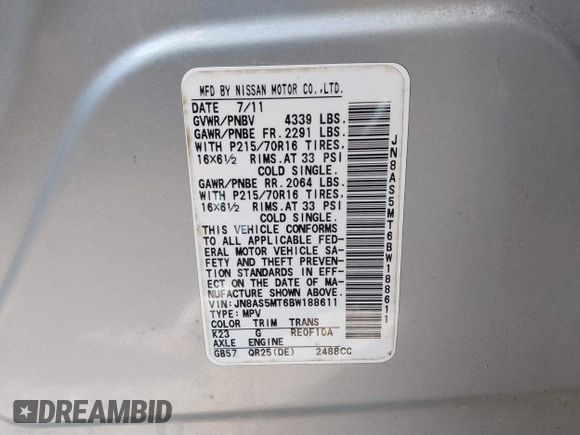 MFD BY NISSAN MOTOR CO.,LTD.
DATE 7/11
GVWR/PNBV 4339 LBS.
GAWR/PNBE FR. 2291 LBS.
WITH P215/70R16 TIRES,
16X6½ RIMS.AT 33 PSI
COLD SINGLE.
GAWR/PNBE RR. 2064 LBS.
WITH P215/70R16 TIRES,
16X6½ RIMS.AT 33 PSI
COLD SINGLE.
THIS VEHICLE CONFORMS
TO ALL APPLICABLE FED-
ERAL MOTOR VEHICLE SA-
FETY AND THEFT PREVEN-
TION STANDARDS IN EFF-
ECT ON THE DATE OF MA-
NUFACTURE SHOWN ABOVE.
VIN: JN8AS5MT6BW188611
TYPE: MPV
COLOR TRIM TRANS
K23 G RE0F10A
AXLE ENGINE
GB57 QR25(DE) 2488CC
JN8AS5MT6BW188611
DREAMBID